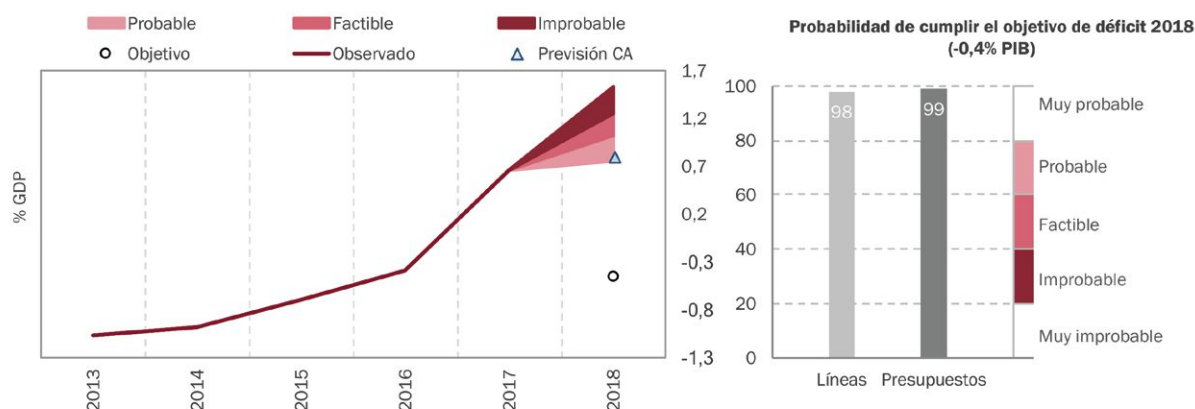 Probable Factible Improbable
Objetivo Observado Previsión CA
% GDP
1,7
1,2
0,7
0,2
-0,3
-0,8
-1,3
2013 2014 2015 2016 2017 2018
Probabilidad de cumplir el objetivo de déficit 2018
(-0,4% PIB)
100
80
60
40
20
0
98 99
Muy probable
Probable
Factible
Improbable
Muy improbable
Líneas Presupuestos